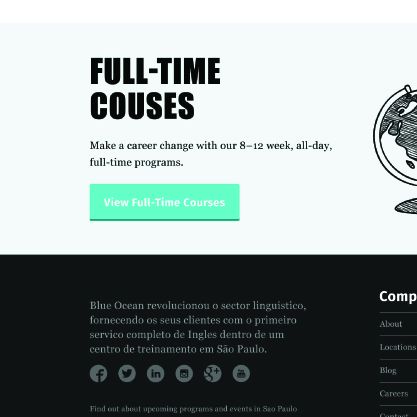 FULL-TIME
COUSES
Make a career change with our 8–12 week, all-day,
full-time programs.
View Full-Time Courses
Blue Ocean revolucionou o sector linguistico,
fornecendo os seus clientes com o primeiro
servico completo de Ingles dentro de um
centro de treinamento em São Paulo.
Find out about upcoming programs and events in Sao Paulo
Comp
About
Locations
Blog
Careers
Contact